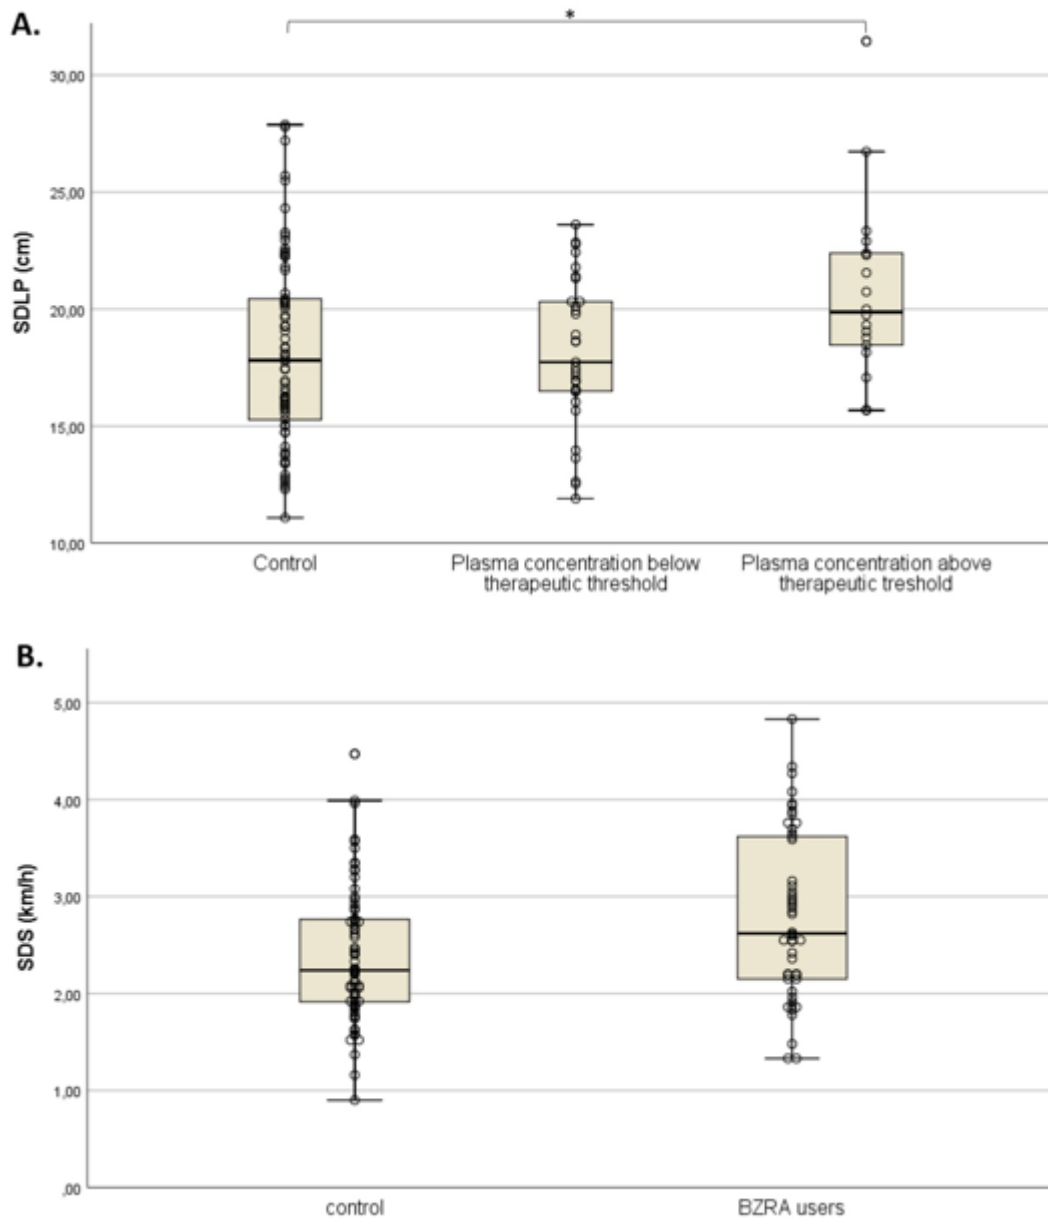 A.
*
30,00
25,00
20,00
15,00
10,00
SDLP (cm)
Control
Plasma concentration below
therapeutic threshold
Plasma concentration above
therapeutic treshold
B.
5,00
4,00
3,00
2,00
1,00
,00
SDS (km/h)
control
BZRA users